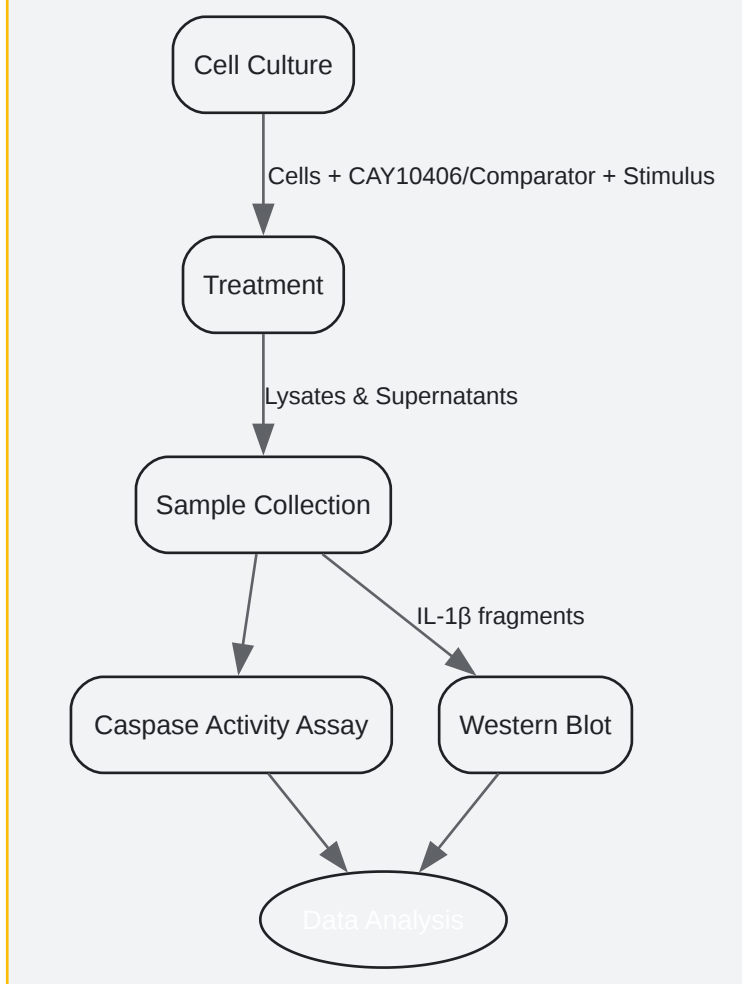 Cell Culture
Cells + CAY10406/Comparator + Stimulus
Treatment
Lysates & Supernatants
Sample Collection
IL-1β fragments
Caspase Activity Assay
Western Blot
Data Analysis